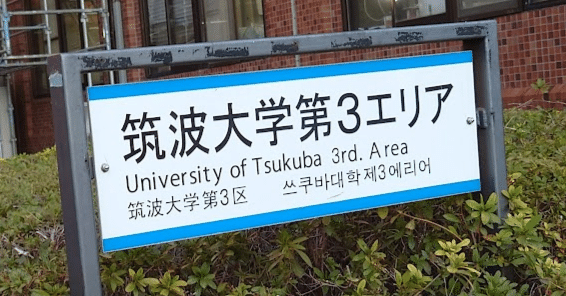 筑波大学第3エリア
University of Tsukuba 3rd. Area
筑波大学第3区 쓰쿠바대학제3에리어